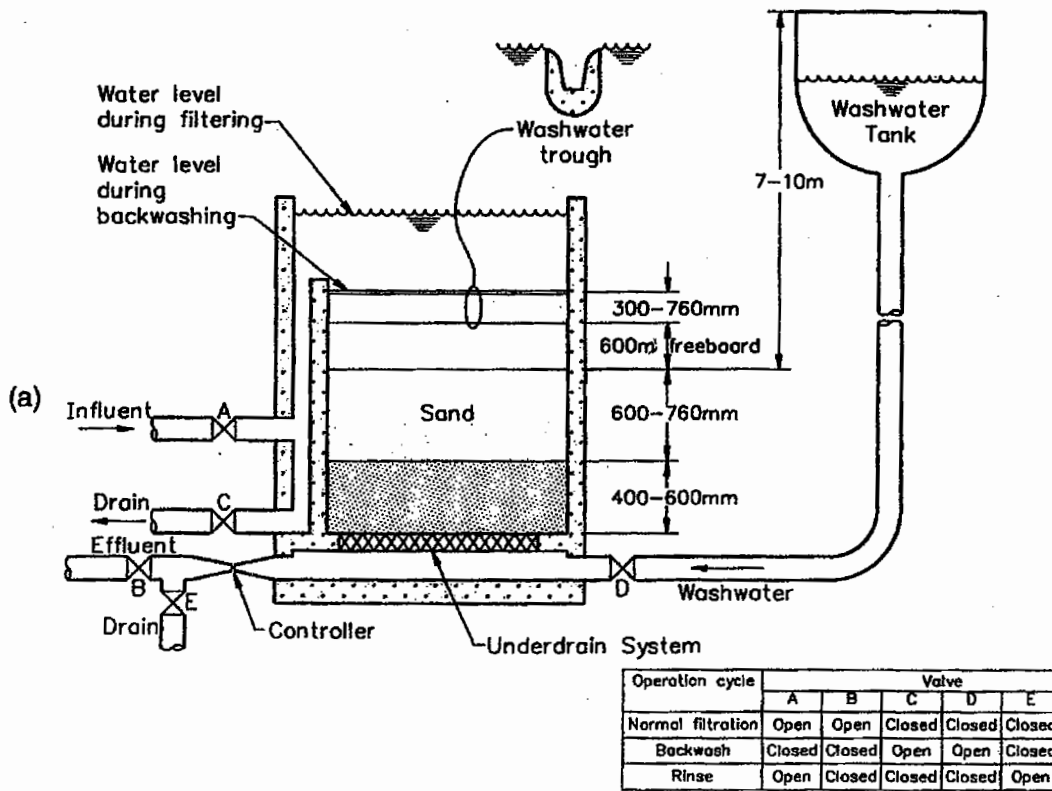 Water level
during filtering
Water level
during
backwashing
Washwater
trough
Washwater
Tank
7-10m
300-760mm
600m freeboard
(a)
Influent
A
Sand
600-760mm
Drain
C
400-600mm
Effluent
B
E
D
Washwater
Drain
Controller
Underdrain System
Operation cycle Valve
A B C D E
Normal filtration Open Open Closed Closed Closed
Backwash Closed Closed Open Open Closed
Rinse Open Closed Closed Closed Open